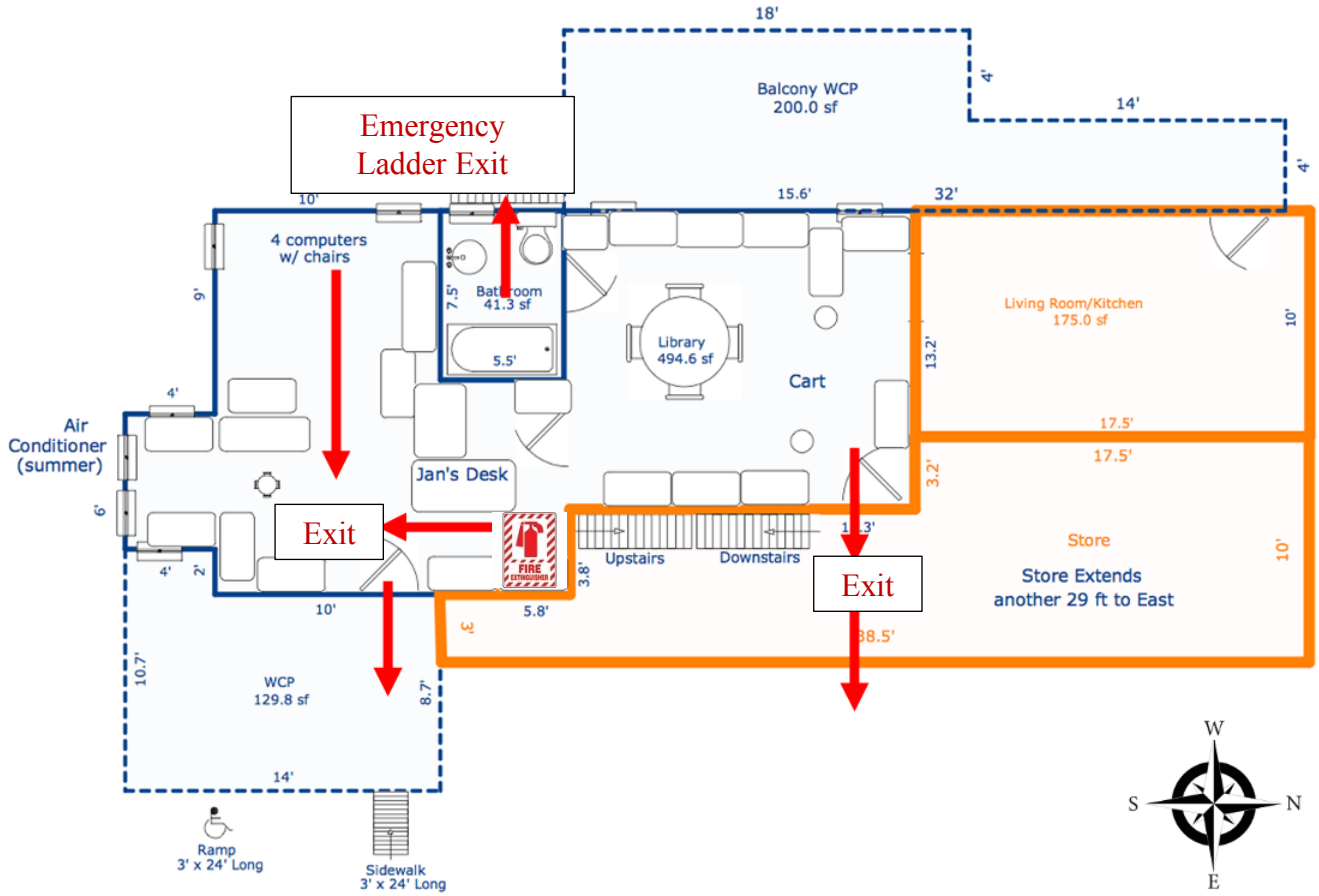 18'
4'
Balcony WCP
200.0 sf
14'
4'
Emergency
Ladder Exit
10'
15.6'
32'
4 computers
w/ chairs
9'
7.5'
Bathroom
41.3 sf
5.5'
Library
494.6 sf
Cart
13.2'
Living Room/Kitchen
175.0 sf
10'
17.5'
4'
Air
Conditioner
(summer)
6'
4'
2'
Jan's Desk
Exit
FIRE
EXTINGUISHER
3.8'
Upstairs
Downstairs
3.2'
17.5'
Store
Store Extends
another 29 ft to East
10'
Exit
10'
5.8'
3'
38.5'
10.7'
WCP
129.8 sf
8.7'
14'
Ramp
3' x 24' Long
Sidewalk
3' x 24' Long
W
S
N
E